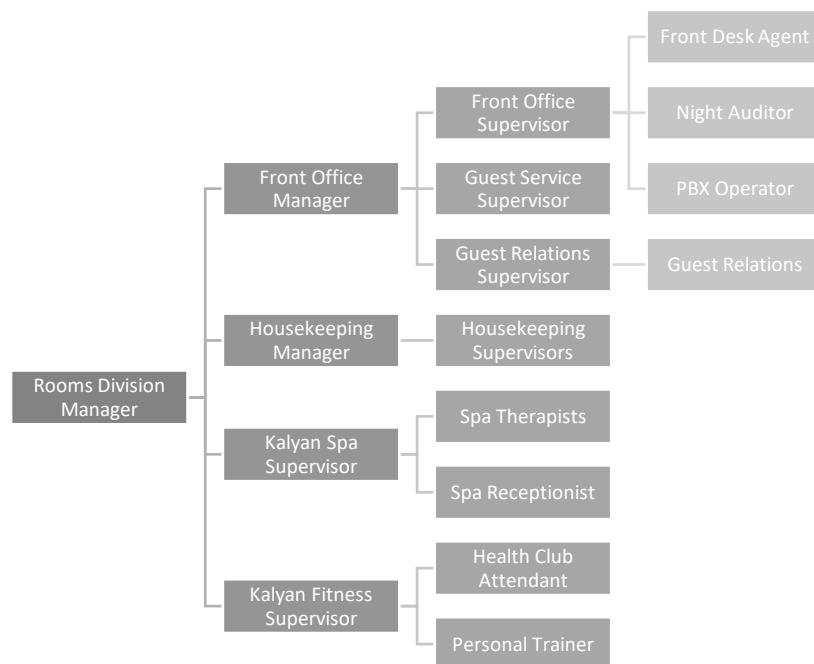 Front Desk Agent
Front Office
Supervisor
Night Auditor
Front Office
Manager
Guest Service
Supervisor
PBX Operator
Guest Relations
Supervisor
Guest Relations
Housekeeping
Manager
Housekeeping
Supervisors
Rooms Division
Manager
Kalyan Spa
Supervisor
Spa Therapists
Spa Receptionist
Kalyan Fitness
Supervisor
Health Club
Attendant
Personal Trainer